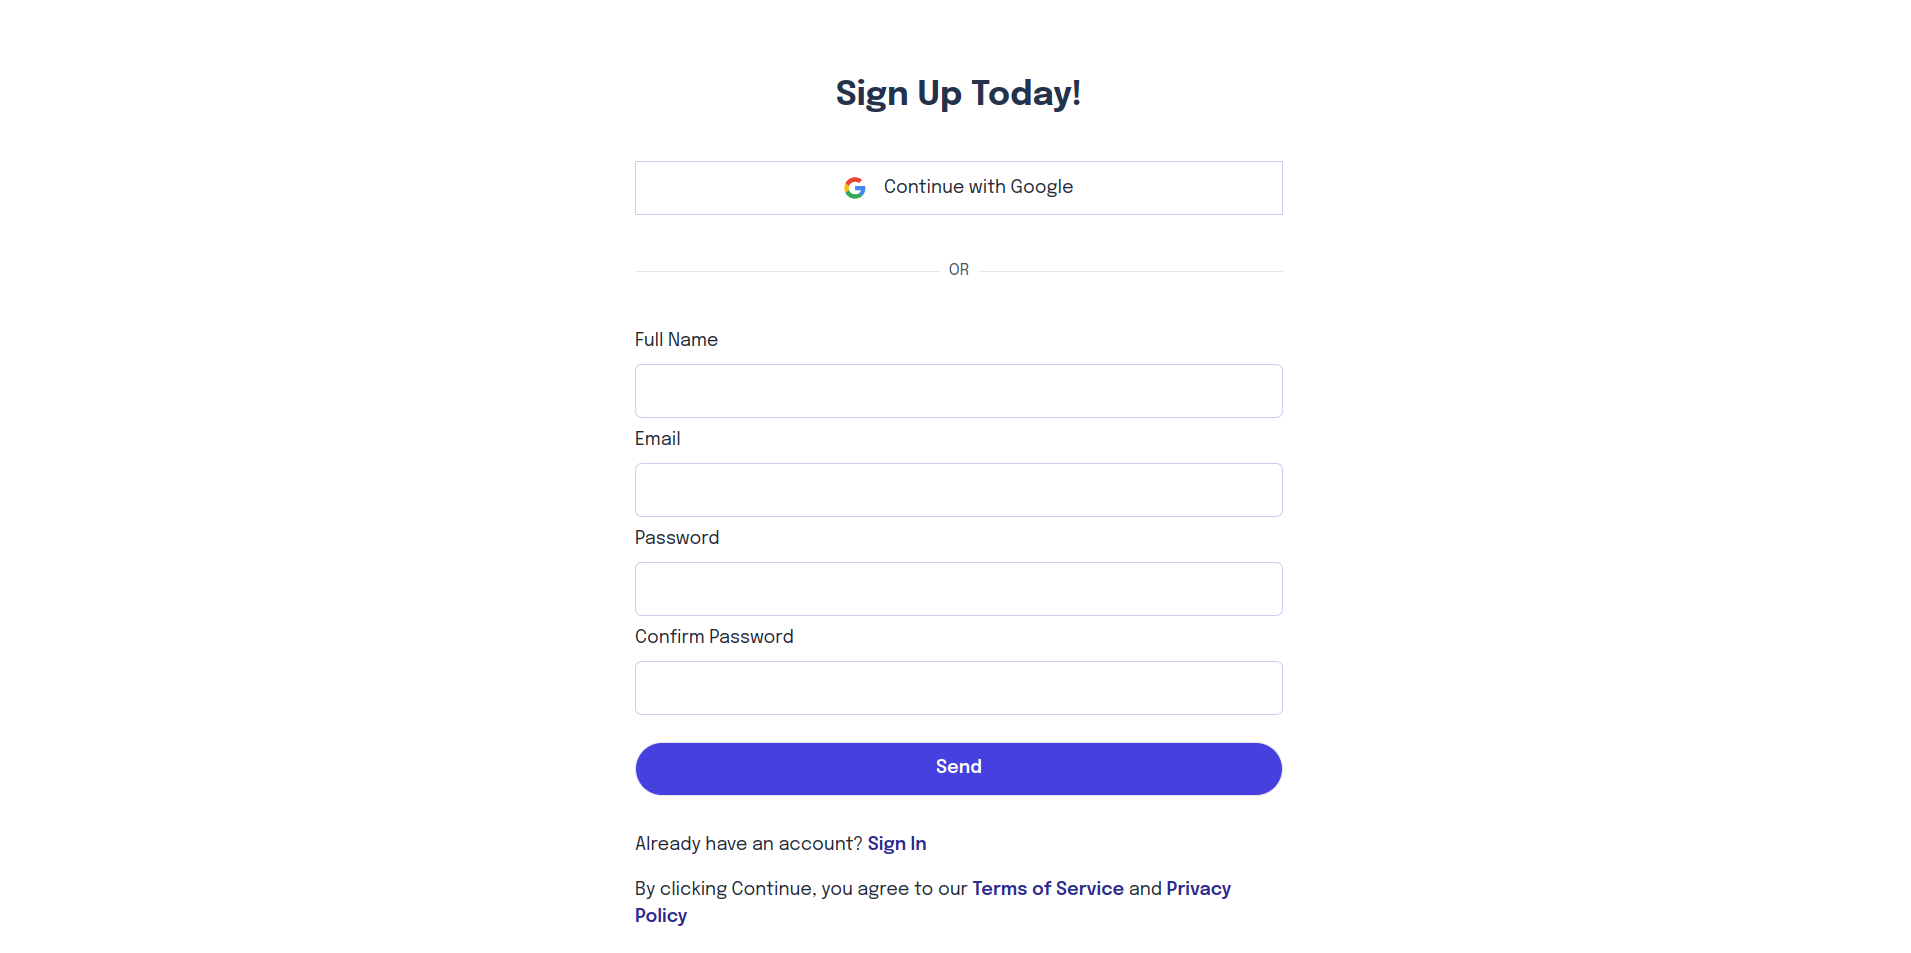 Sign Up Today!
Continue with Google
OR
Full Name
Email
Password
Confirm Password
Send
Already have an account? Sign In
By clicking Continue, you agree to our Terms of Service and Privacy
Policy